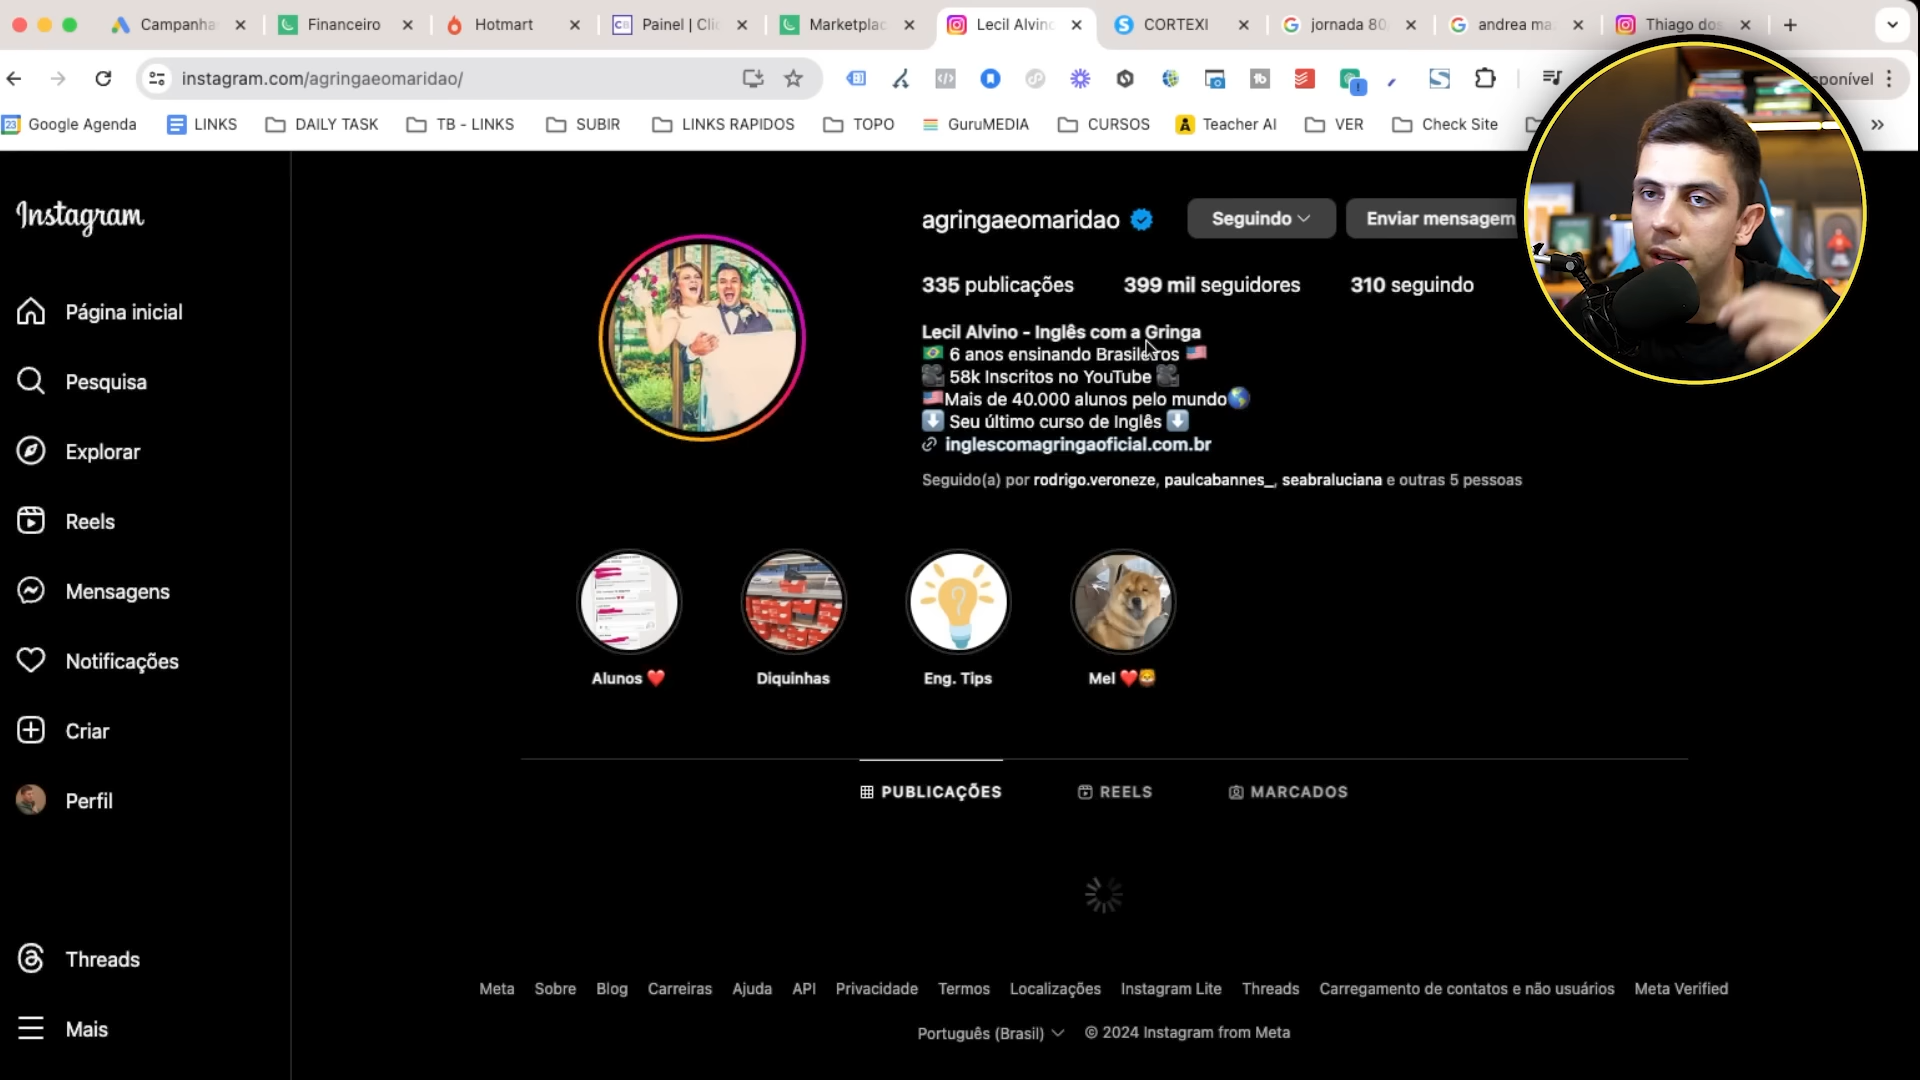 Campanha
Financeiro
Hotmart
Painel | Cli
Marketplac
Lecil Alvino
CORTEXI
jornada 80
andrea ma
Thiago dos
instagram.com/agringaeomaridao/
Google Agenda
LINKS
DAILY TASK
TB - LINKS
SUBIR
LINKS RAPIDOS
TOPO
GuruMEDIA
CURSOS
Teacher AI
VER
Check Site
Instagram
Página inicial
Pesquisa
Explorar
Reels
Mensagens
Notificações
Criar
Perfil
Threads
Mais
agringaeomaridao
Seguindo
Enviar mensagem
335 publicações
399 mil seguidores
310 seguindo
Lecil Alvino - Inglês com a Gringa
🇧🇷 6 anos ensinando Brasileiros 🇺🇸
🎥 58k Inscritos no YouTube 🎥
🇺🇸Mais de 40.000 alunos pelo mundo🌎
⬇️ Seu último curso de Inglês ⬇️
inglescomagringaoficial.com.br
Seguido(a) por rodrigo.veroneze, paulcabannes_, seabraluciana e outras 5 pessoas
Alunos ❤️
Diquinhas
Eng. Tips
Mel ❤️🦁
PUBLICAÇÕES
REELS
MARCADOS
Meta
Sobre
Blog
Carreiras
Ajuda
API
Privacidade
Termos
Localizações
Instagram Lite
Threads
Carregamento de contatos e não usuários
Meta Verified
Português (Brasil)
© 2024 Instagram from Meta